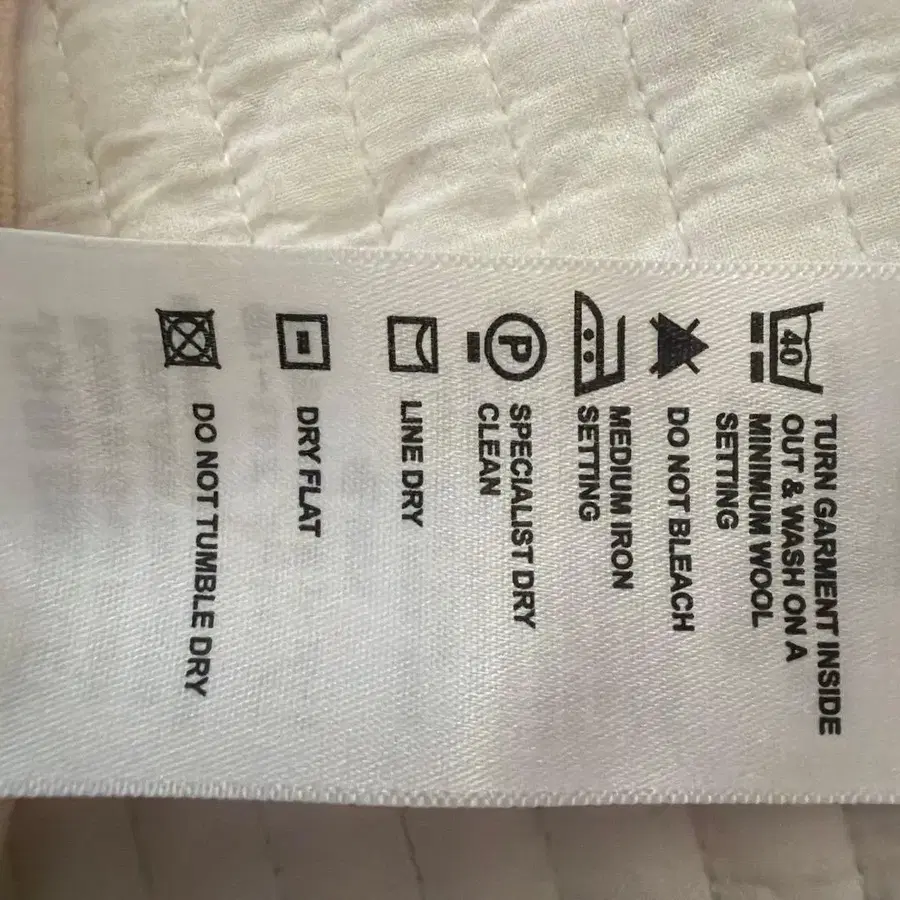 40
TURN GARMENT INSIDE
OUT & WASH ON A
MINIMUM WOOL
SETTING
DO NOT BLEACH
MEDIUM IRON
SETTING
P
SPECIALIST DRY
CLEAN
LINE DRY
DRY FLAT
DO NOT TUMBLE DRY